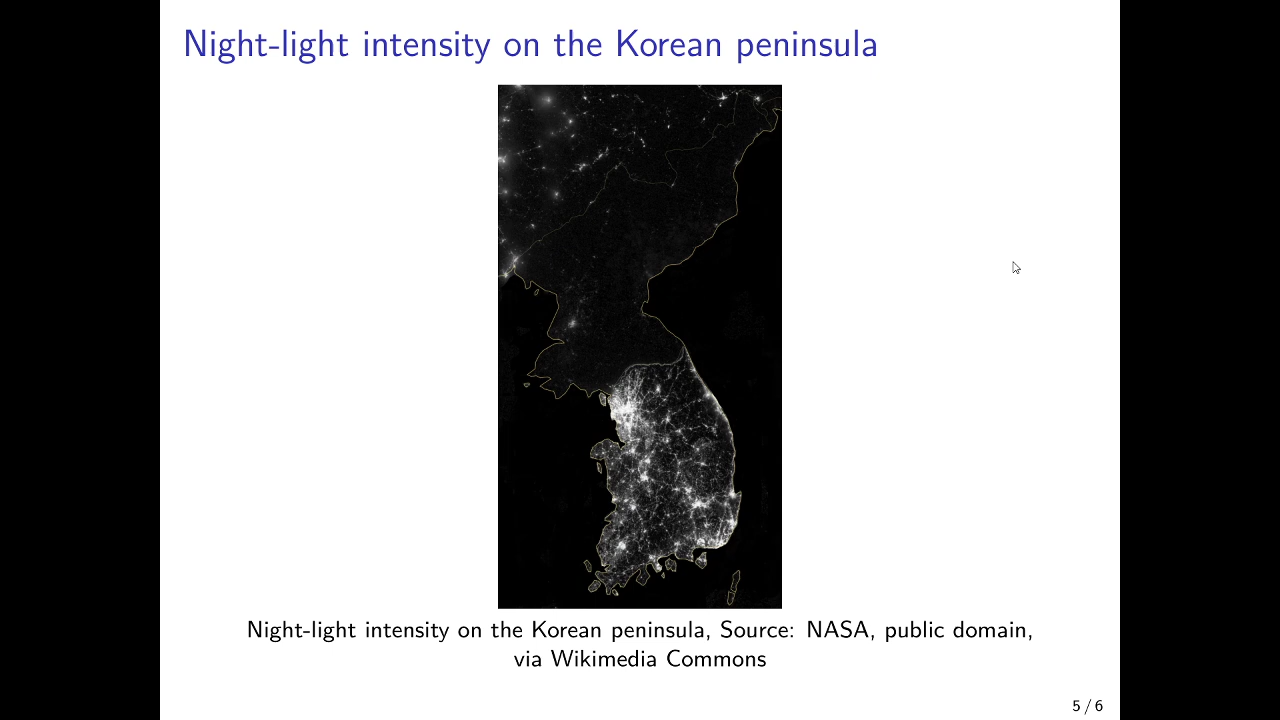 Night-light intensity on the Korean peninsula
Night-light intensity on the Korean peninsula, Source: NASA, public domain,
via Wikimedia Commons
5 / 6